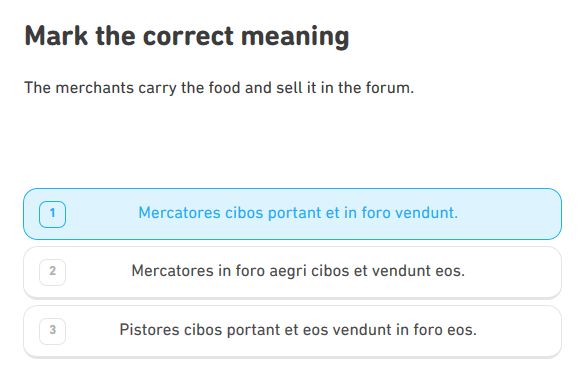 Mark the correct meaning
The merchants carry the food and sell it in the forum.
1 Mercatores cibos portant et in foro vendunt.
2 Mercatores in foro aegri cibos et vendunt eos.
3 Pistores cibos portant et eos vendunt in foro eos.